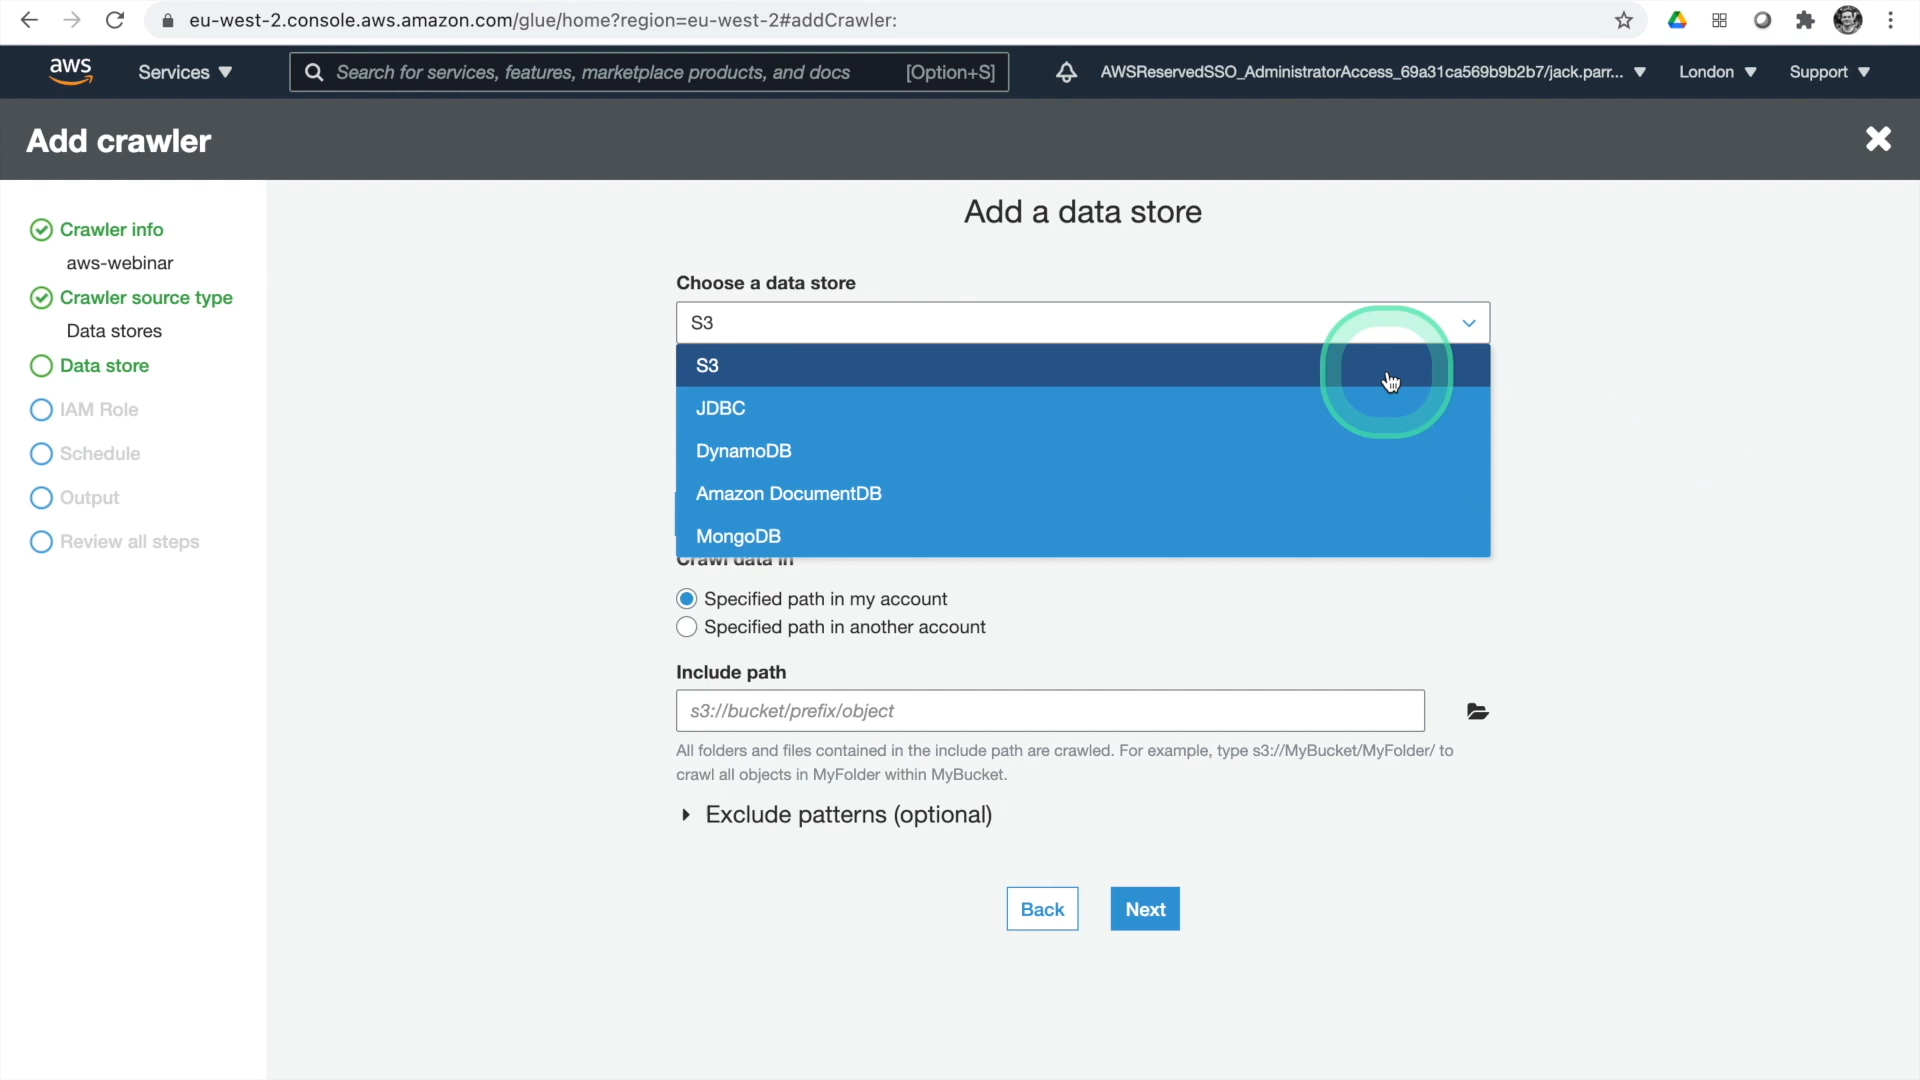 eu-west-2.console.aws.amazon.com/glue/home?region=eu-west-2#addCrawler:
aws
Services
Search for services, features, marketplace products, and docs
[Option+S]
AWSReservedSSO_AdministratorAccess_69a31ca569b9b2b7/jack.parr...
London
Support
Add crawler
Crawler info
aws-webinar
Crawler source type
Data stores
Data store
IAM Role
Schedule
Output
Review all steps
Add a data store
Choose a data store
S3
S3
JDBC
DynamoDB
Amazon DocumentDB
MongoDB
Crawl data in
Specified path in my account
Specified path in another account
Include path
s3://bucket/prefix/object
All folders and files contained in the include path are crawled. For example, type s3://MyBucket/MyFolder/ to
crawl all objects in MyFolder within MyBucket.
Exclude patterns (optional)
Back
Next